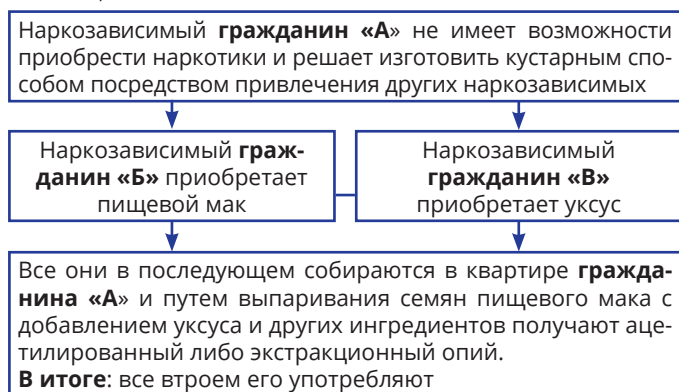 Наркозависимый гражданин «А» не имеет возможности
приобрести наркотики и решает изготовить кустарным спо-
собом посредством привлечения других наркозависимых
Наркозависимый граж-
данин «Б» приобретает
пищевой мак
Наркозависимый
гражданин «В»
приобретает уксус
Все они в последующем собираются в квартире гражда-
нина «А» и путем выпаривания семян пищевого мака с
добавлением уксуса и других ингредиентов получают аце-
тилированный либо экстракционный опий.
В итоге: все втроем его употребляют